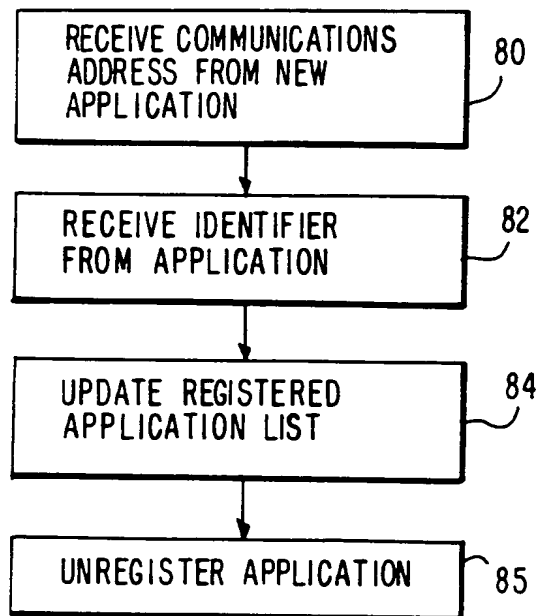 RECEIVE COMMUNICATIONS
ADDRESS FROM NEW
APPLICATION
80
RECEIVE IDENTIFIER
FROM APPLICATION
82
UPDATE REGISTERED
APPLICATION LIST
84
UNREGISTER APPLICATION
85